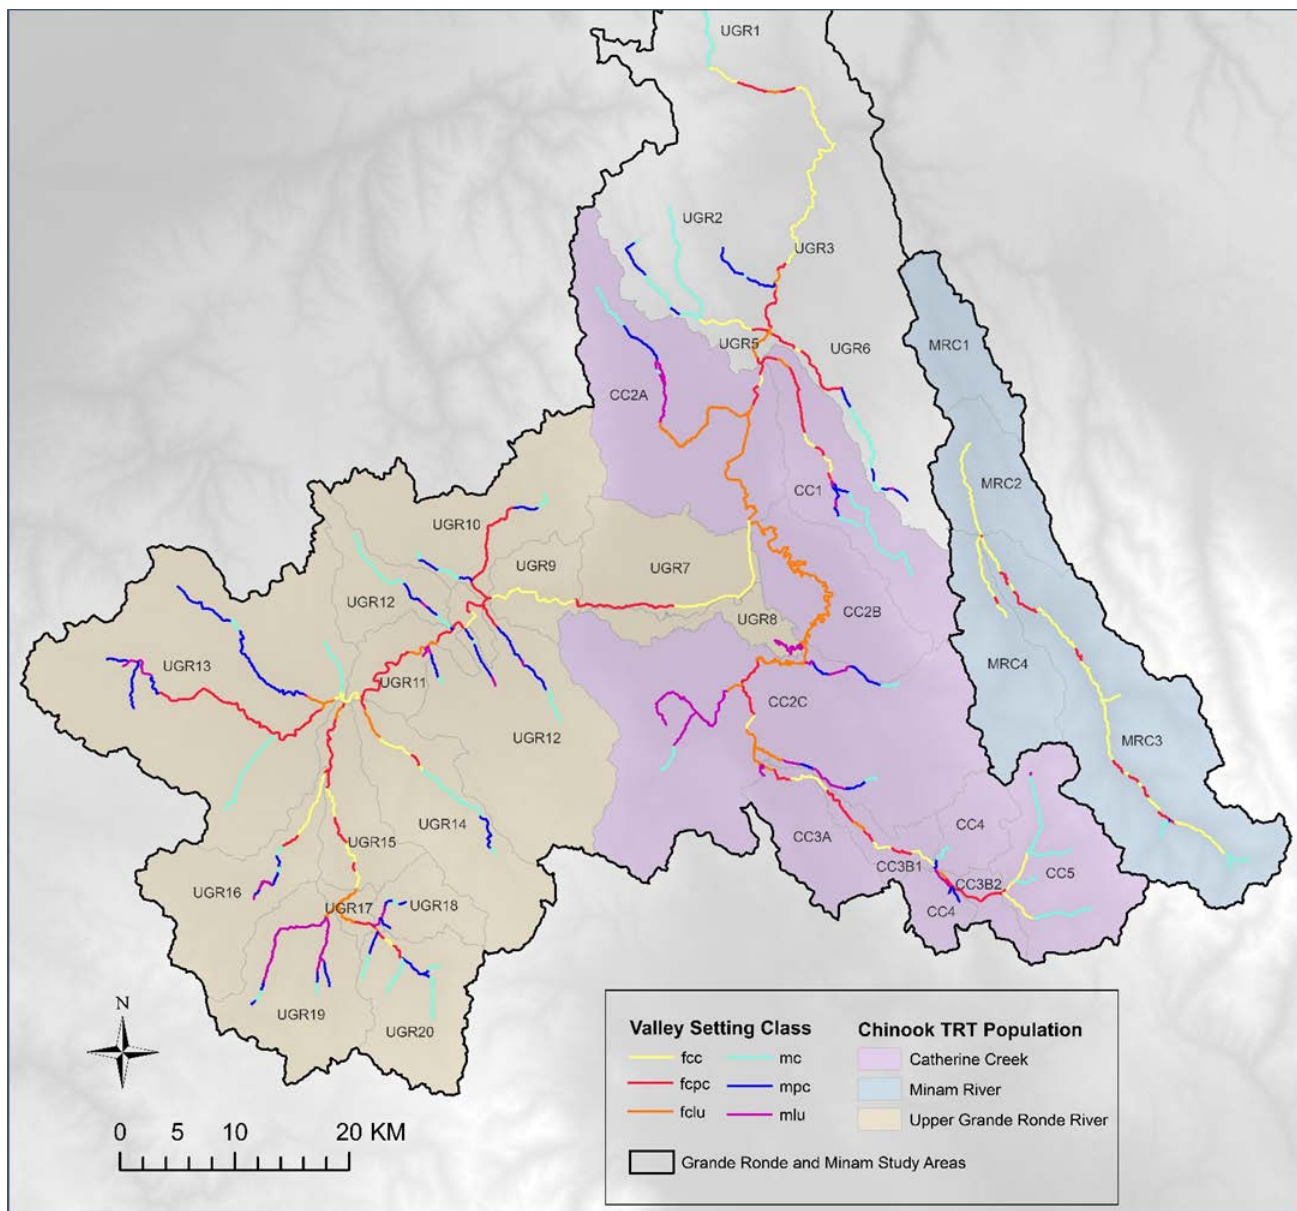 UGR1
UGR2
UGR3
UGR5
UGR6
MRC1
CC2A
MRC2
CC1
UGR10
UGR9
UGR7
UGR12
CC2B
UGR8
UGR13
MRC4
UGR11
CC2C
UGR12
MRC3
UGR14
CC4
UGR15
CC3A
CC3B1
CC5
UGR16
CC3B2
UGR17
UGR18
CC4
UGR19
UGR20
N
0 5 10 20 KM
Valley Setting Class
fcc
mc
fcpc
mpc
fclu
mlu
Chinook TRT Population
Catherine Creek
Minam River
Upper Grande Ronde River
Grande Ronde and Minam Study Areas